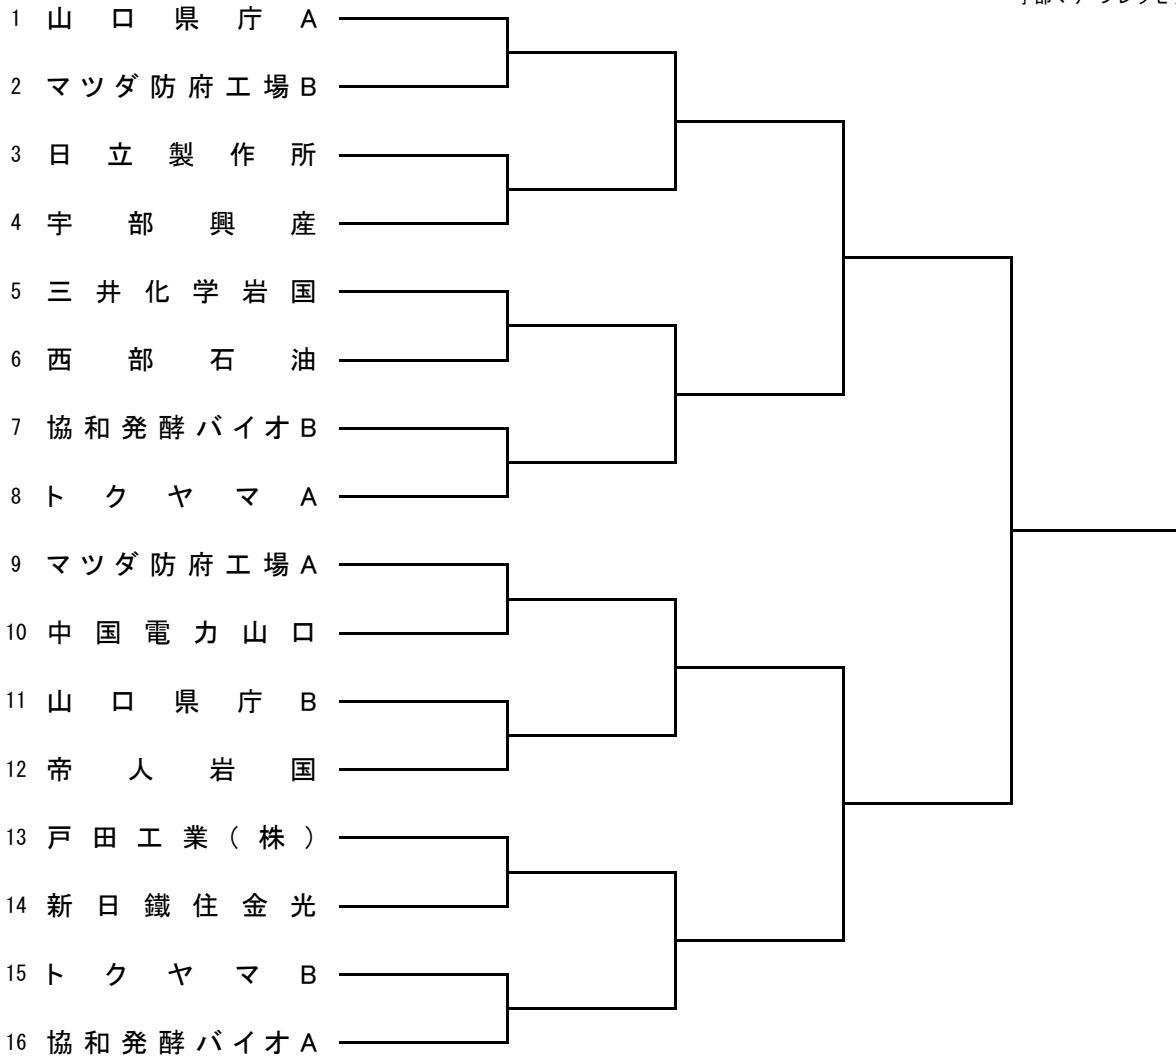 1 山口県庁A
2 マツダ防府工場B
3 日立製作所
4 宇部興産
5 三井化学岩国
6 西部石油
7 協和発酵バイオB
8 トクヤマA
9 マツダ防府工場A
10 中国電力山口
11 山口県庁B
12 帝人岩国
13 戸田工業(株)
14 新日鐵住金光
15 トクヤマB
16 協和発酵バイオA